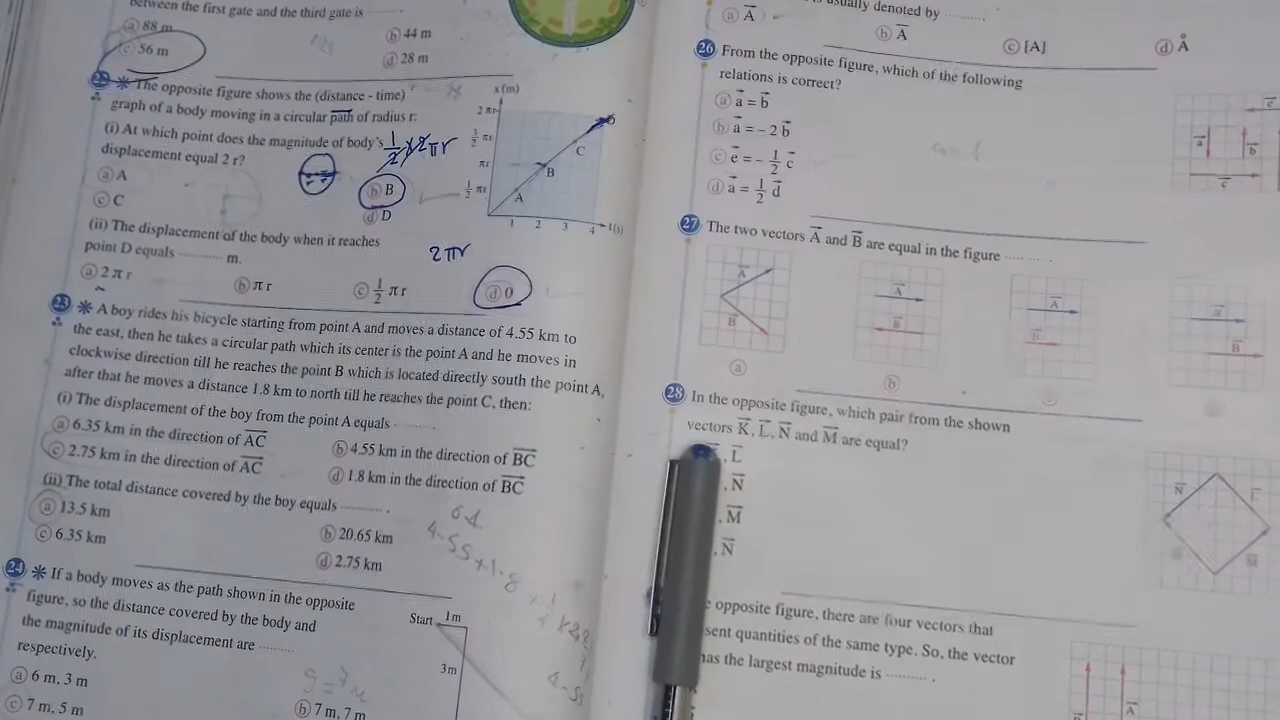 between the first gate and the third gate is ........
ⓐ 88 m
ⓑ 44 m
ⓒ 56 m
ⓓ 28 m
22 * The opposite figure shows the (distance - time)
graph of a body moving in a circular path of radius r:
(i) At which point does the magnitude of body's
displacement equal 2 r?
1/2 × 2πr
ⓐ A
ⓑ B
ⓒ C
ⓓ D
x (m)
2 πr
πr
1/2 πr
A
B
C
D
1 2 3 4 t(s)
(ii) The displacement of the body when it reaches
point D equals ........... m.
2πr
ⓐ 2 π r
ⓑ π r
ⓒ 1/2 π r
ⓓ 0
23 * A boy rides his bicycle starting from point A and moves a distance of 4.55 km to
the east, then he takes a circular path which its center is the point A and he moves in
clockwise direction till he reaches the point B which is located directly south the point A,
after that he moves a distance 1.8 km to north till he reaches the point C, then:
(i) The displacement of the boy from the point A equals ........
ⓐ 6.35 km in the direction of AC
ⓑ 4.55 km in the direction of BC
ⓒ 2.75 km in the direction of AC
ⓓ 1.8 km in the direction of BC
(ii) The total distance covered by the boy equals ........... .
ⓐ 13.5 km
ⓑ 20.65 km
ⓒ 6.35 km
ⓓ 2.75 km
4.55 + 1.8 +
4.55
24 * If a body moves as the path shown in the opposite
figure, so the distance covered by the body and
the magnitude of its displacement are .........
respectively.
ⓐ 6 m, 3 m
ⓒ 7 m, 5 m
ⓑ 7 m, 7 m
Start
1m
3m
usually denoted by ...........
ⓐ A⃗
ⓑ A̅
ⓒ [A]
ⓓ Å
26 From the opposite figure, which of the following
relations is correct?
ⓐ a⃗ = b⃗
ⓑ a⃗ = – 2 b⃗
ⓒ e⃗ = – 1/2 c⃗
ⓓ a⃗ = 1/2 d⃗
e⃗
a⃗
b⃗
c⃗
27 The two vectors A⃗ and B⃗ are equal in the figure ..... .....
A⃗
B⃗
ⓐ
A⃗
B⃗
ⓑ
A⃗
B⃗
B⃗
28 In the opposite figure, which pair from the shown
vectors K⃗, L⃗, N⃗ and M⃗ are equal?
, L⃗
, N⃗
, M⃗
, N⃗
N⃗
L⃗
M⃗
opposite figure, there are four vectors that
sent quantities of the same type. So, the vector
has the largest magnitude is .......... .
A⃗